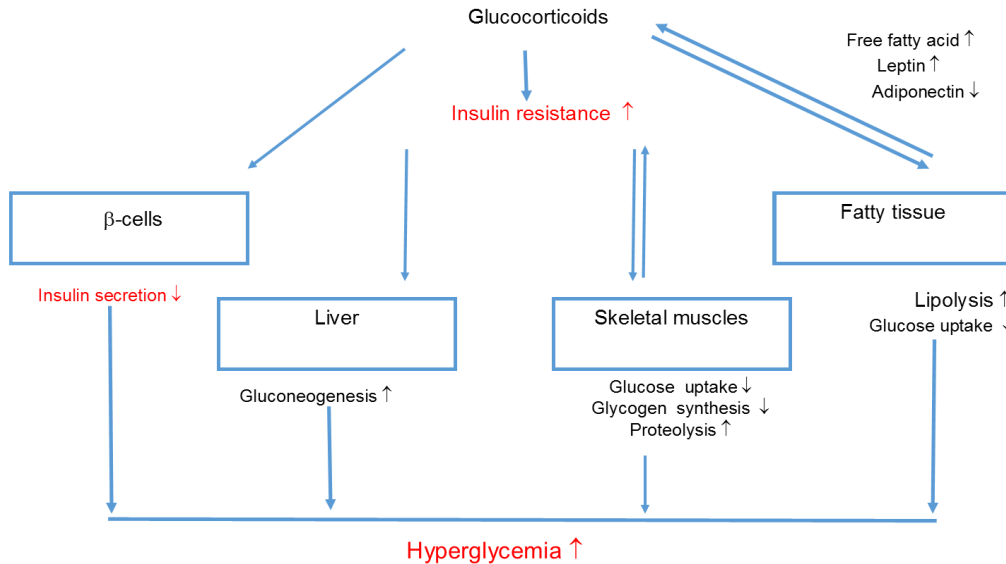 Glucocorticoids
Free fatty acid ↑
Leptin ↑
Adiponectin ↓
Insulin resistance ↑
β-cells
Fatty tissue
Insulin secretion ↓
Liver
Skeletal muscles
Lipolysis ↑
Glucose uptake ↓
Gluconeogenesis ↑
Glucose uptake ↓
Glycogen synthesis ↓
Proteolysis ↑
Hyperglycemia ↑